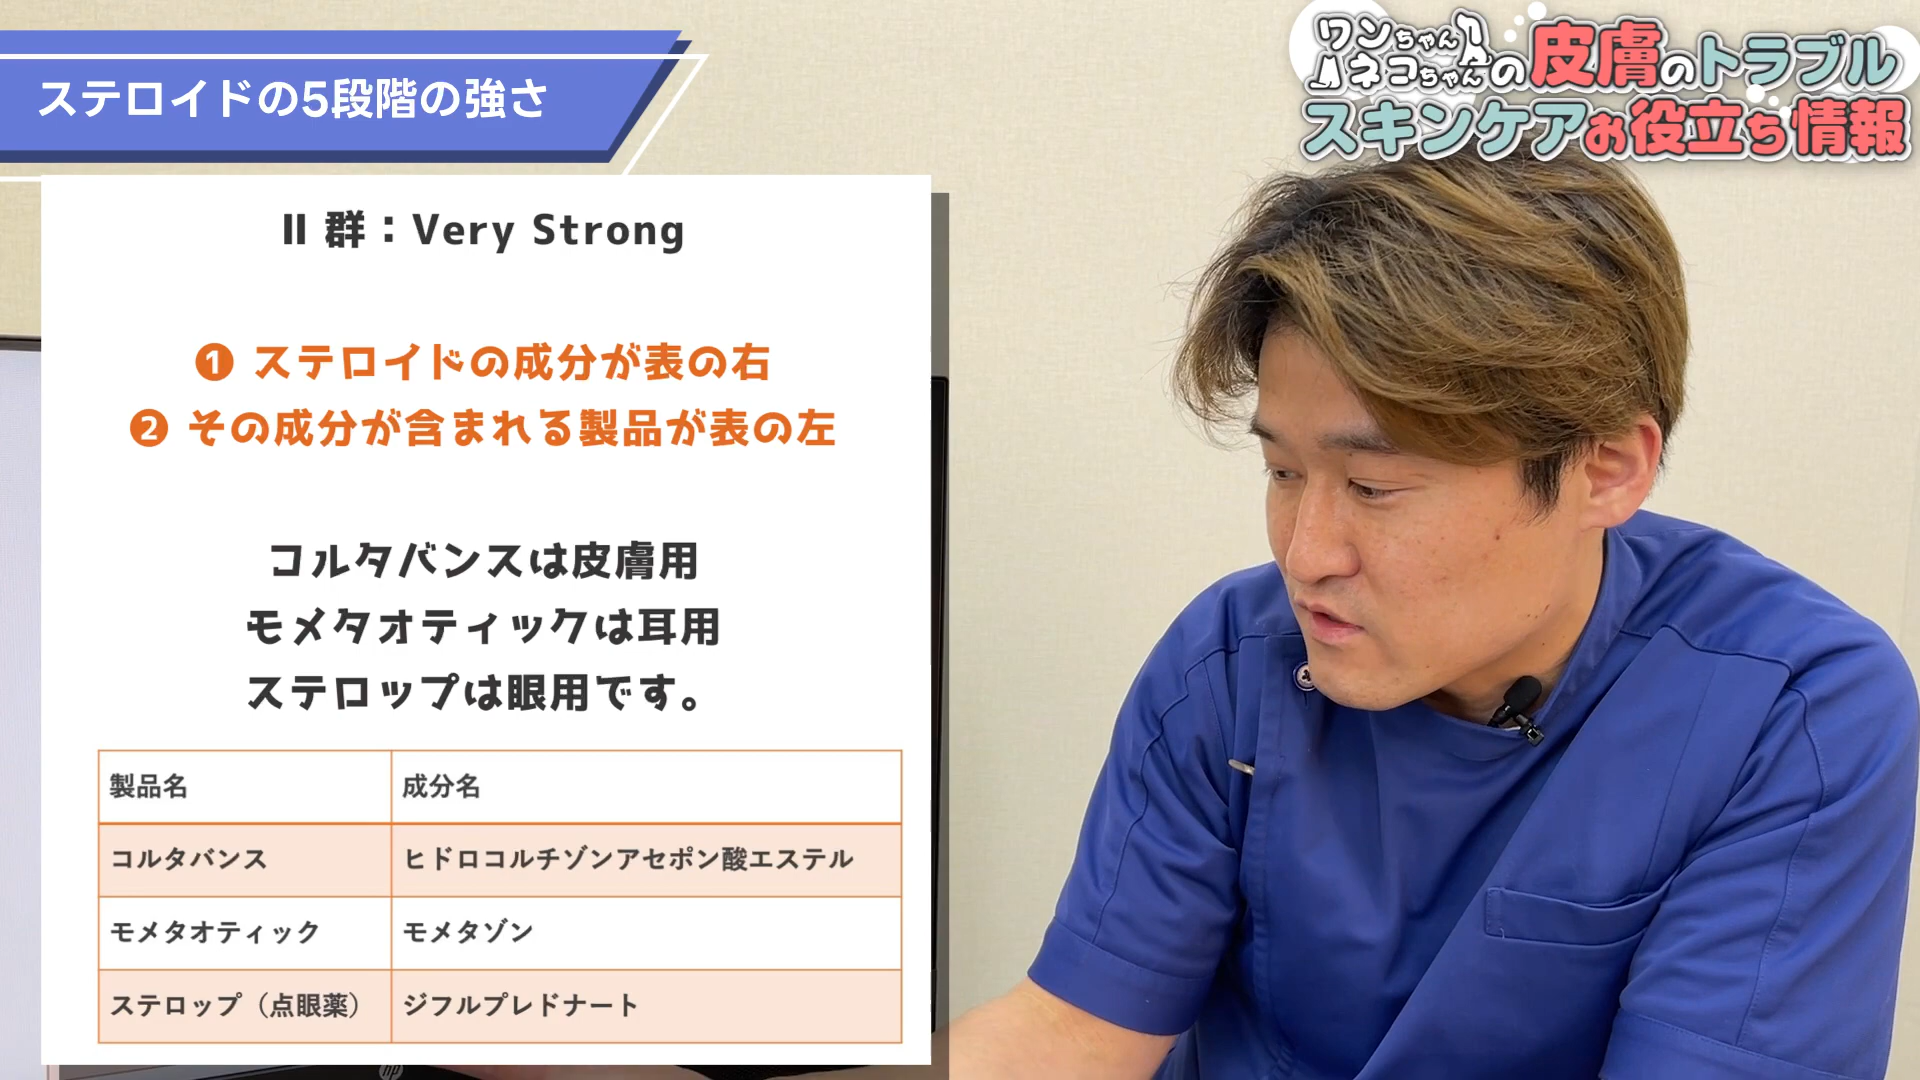 ステロイドの5段階の強さ
ワンちゃん
ネコちゃんの皮膚のトラブル
スキンケアお役立ち情報
II 群：Very Strong
❶ ステロイドの成分が表の右
❷ その成分が含まれる製品が表の左
コルタバンスは皮膚用
モメタオティックは耳用
ステロップは眼用です。
製品名 成分名
コルタバンス ヒドロコルチゾンアセポン酸エステル
モメタオティック モメタゾン
ステロップ（点眼薬） ジフルプレドナート
hp